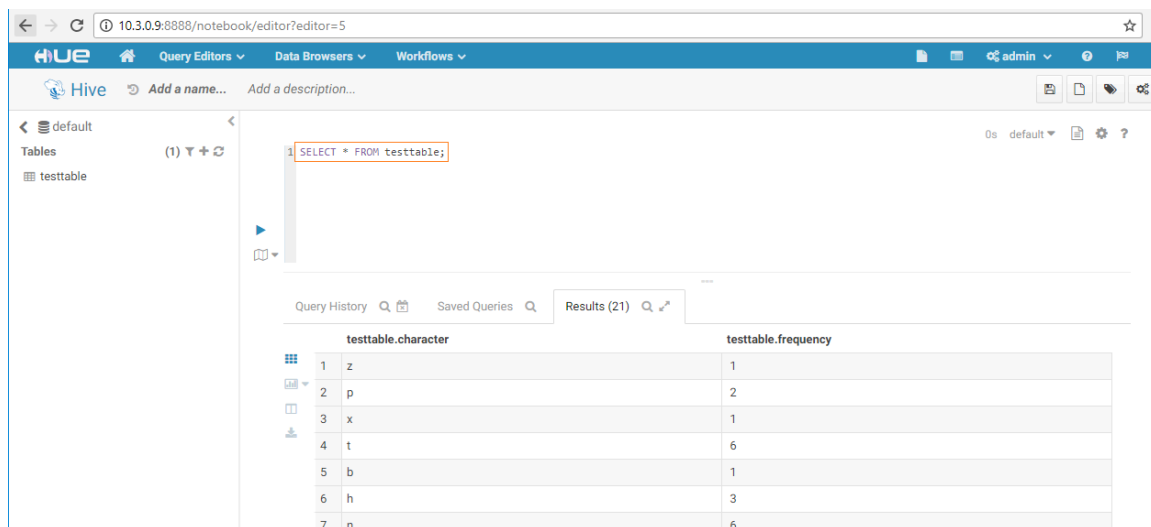 10.3.0.9:8888/notebook/editor?editor=5
HUE Query Editors Data Browsers Workflows admin ?
Hive Add a name... Add a description...
default
0s default ?
Tables (1)
1 SELECT * FROM testtable;
testtable
Query History Saved Queries Results (21)
testtable.character testtable.frequency
1 z 1
2 p 2
3 x 1
4 t 6
5 b 1
6 h 3
7 n 6